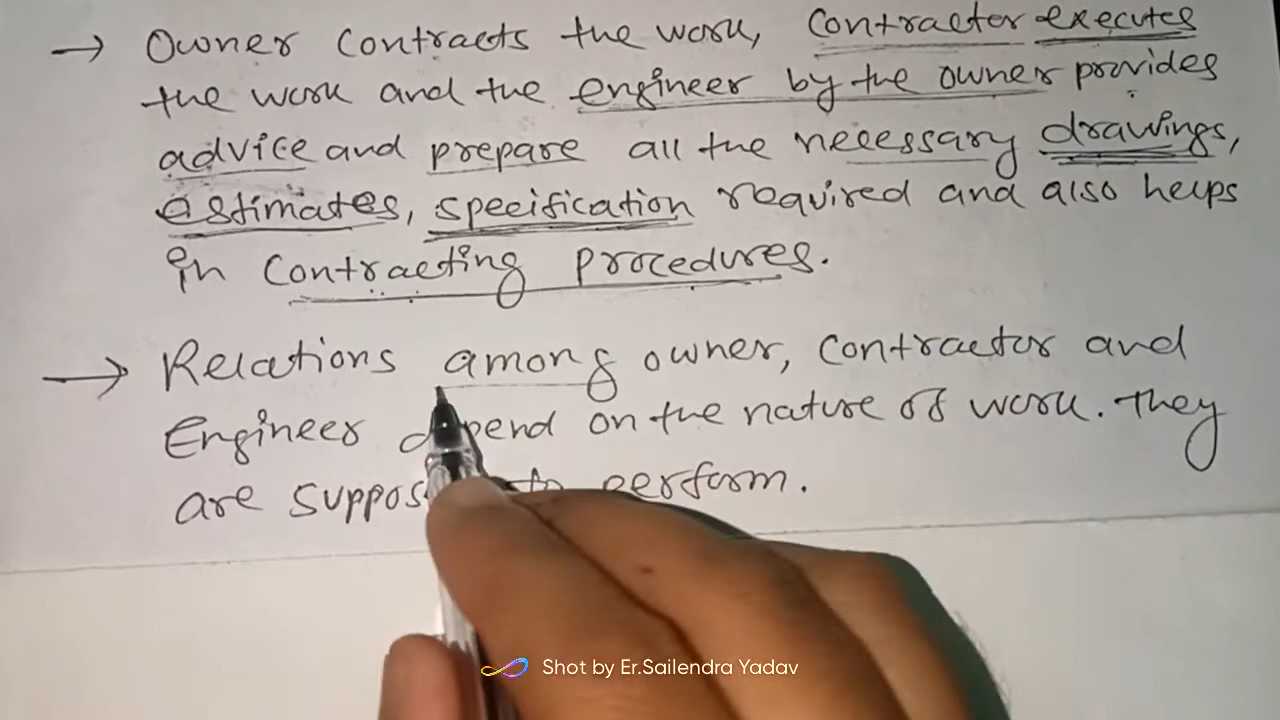 → Owner contracts the work, contractor executes
the work and the engineer by the owner provides
advice and prepare all the necessary drawings,
estimates, specification required and also helps
in contracting procedures.
→ Relations among owner, contractor and
Engineer depend on the nature of work. They
are to perform.
Shot by Er.Sailendra Yadav